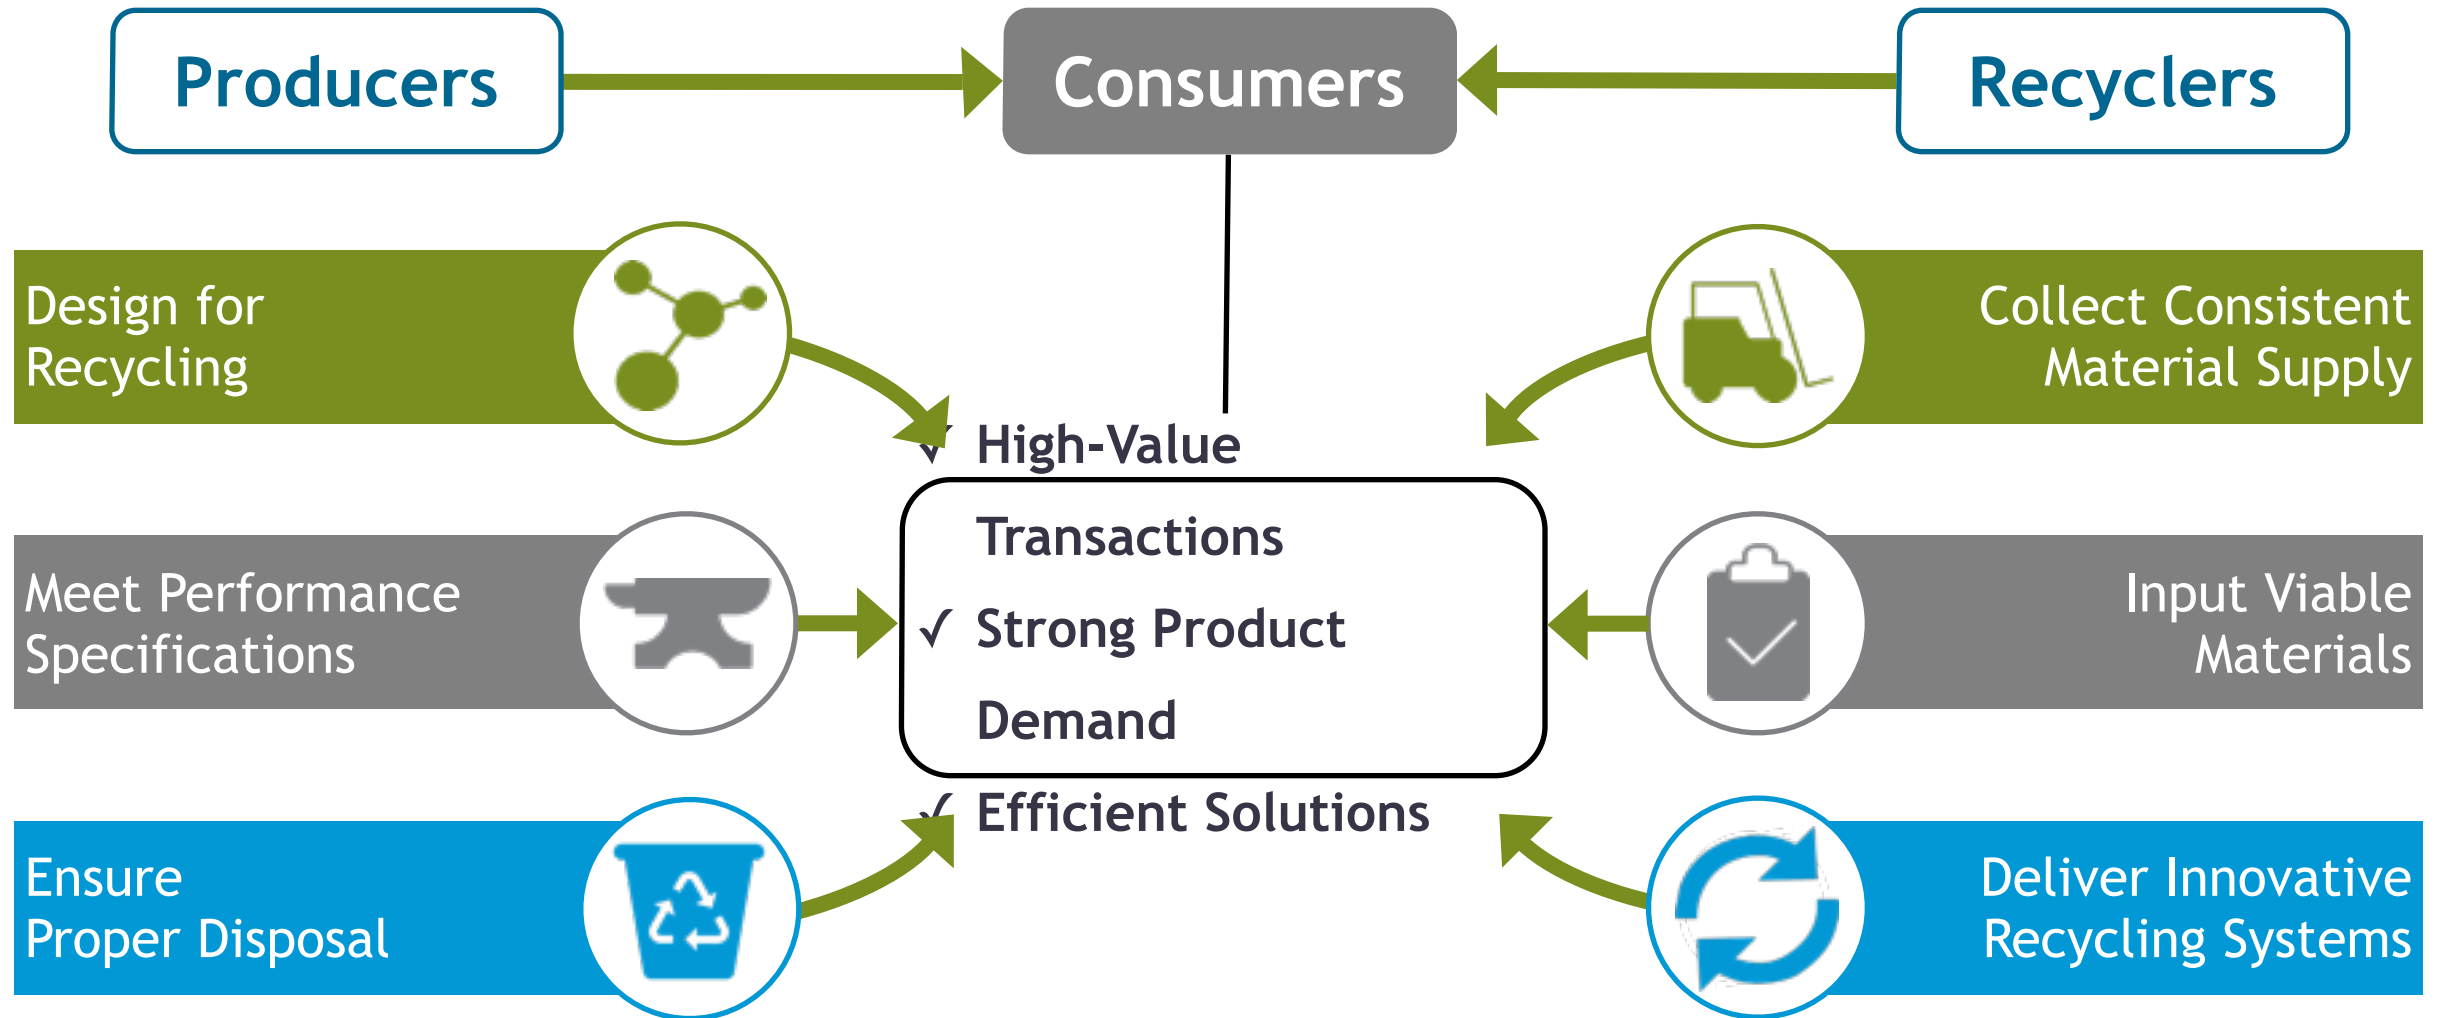 Producers
Consumers
Recyclers
Design for
Recycling
Meet Performance
Specifications
Ensure
Proper Disposal
✓ High-Value
Transactions
✓ Strong Product
Demand
✓ Efficient Solutions
Collect Consistent
Material Supply
Input Viable
Materials
Deliver Innovative
Recycling Systems